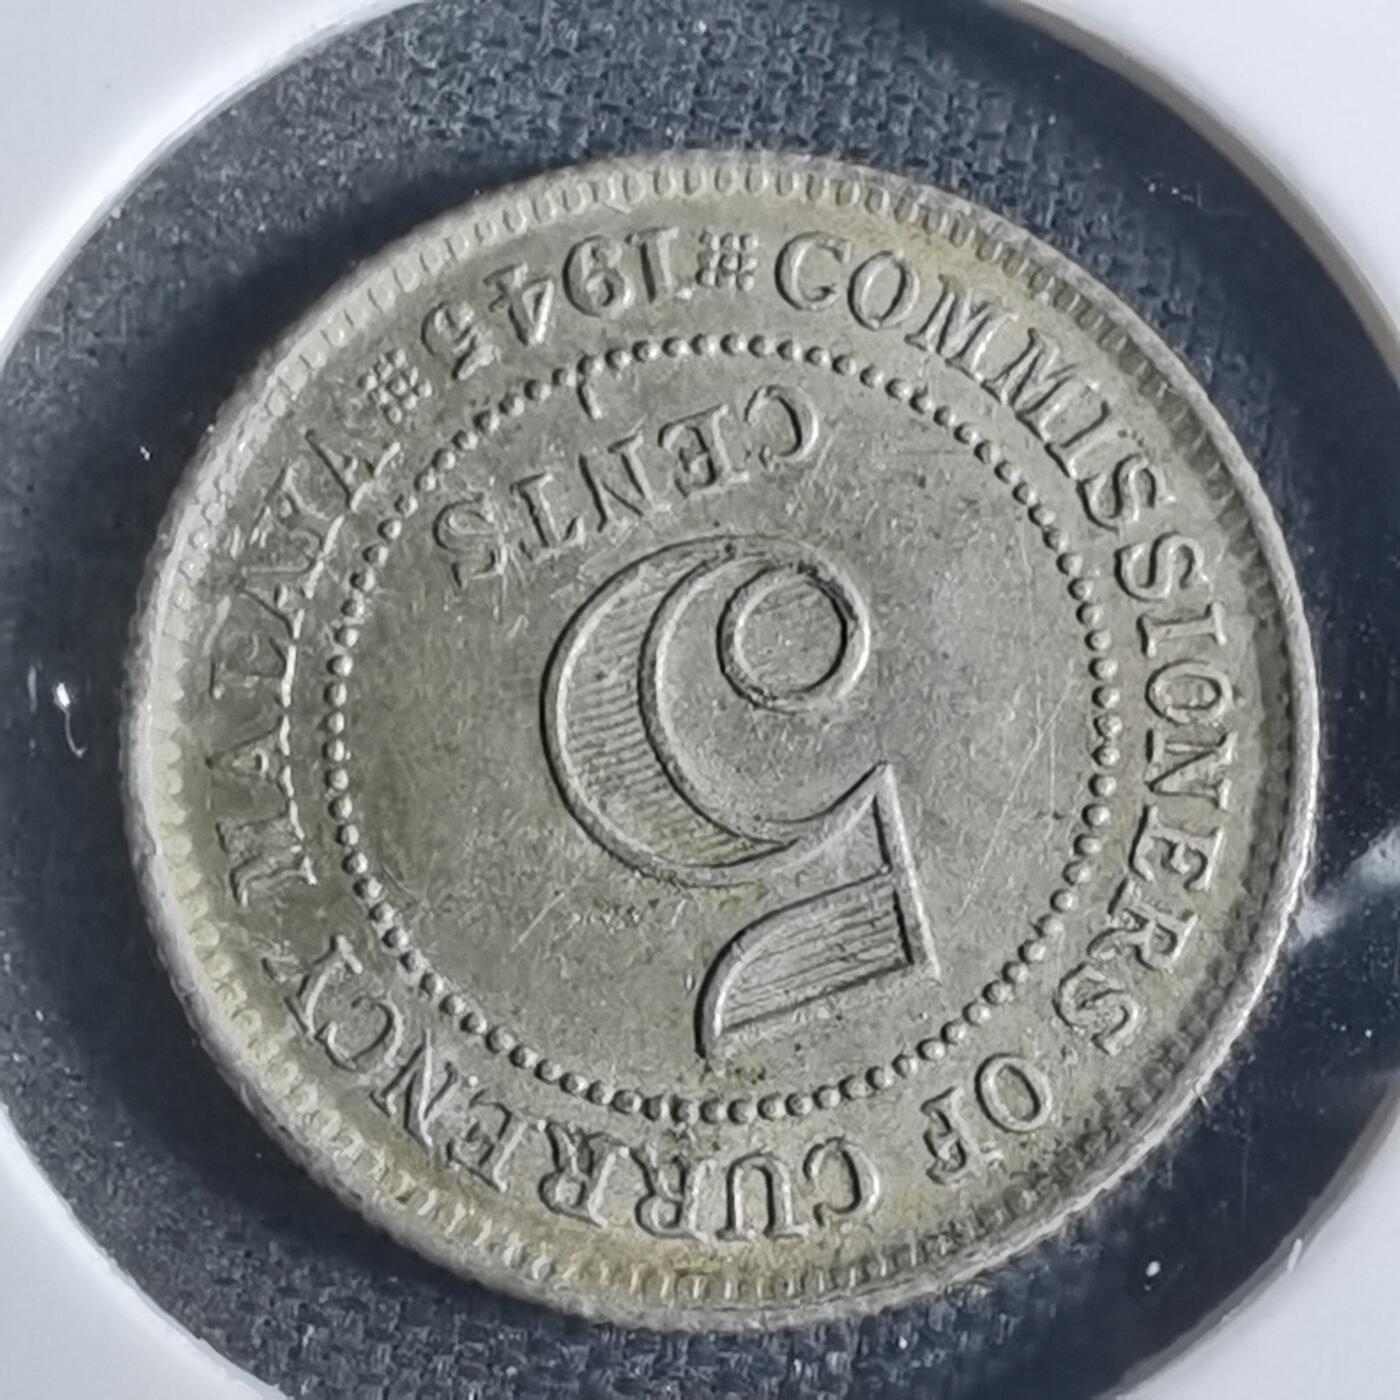 COMMISSIONERS OF CURRENCY MALAYA
1945
5
CENTS